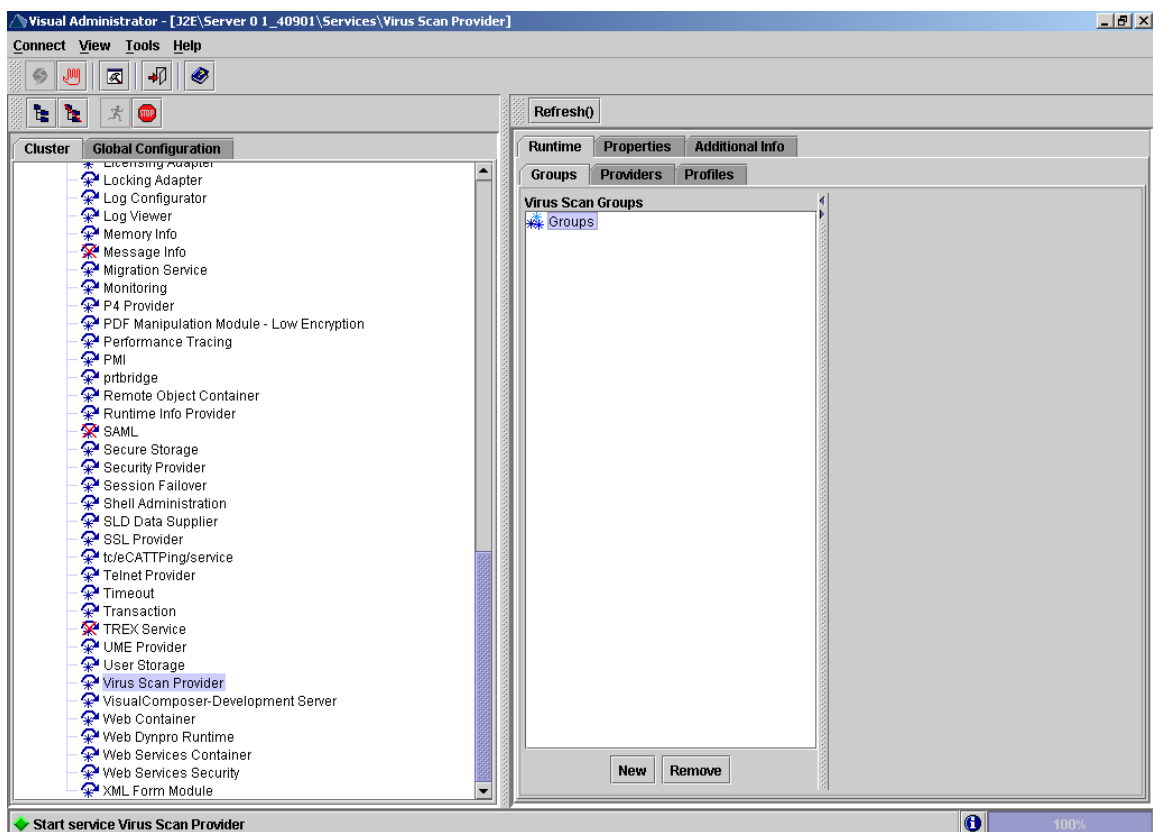 Visual Administrator - [J2E\Server 0 1_40901\Services\Virus Scan Provider]
Connect View Tools Help
STOP
Cluster Global Configuration
Licensing Adapter
Locking Adapter
Log Configurator
Log Viewer
Memory Info
Message Info
Migration Service
Monitoring
P4 Provider
PDF Manipulation Module - Low Encryption
Performance Tracing
PMI
prtbridge
Remote Object Container
Runtime Info Provider
SAML
Secure Storage
Security Provider
Session Failover
Shell Administration
SLD Data Supplier
SSL Provider
tc/eCATTPing/service
Telnet Provider
Timeout
Transaction
TREX Service
UME Provider
User Storage
Virus Scan Provider
VisualComposer-Development Server
Web Container
Web Dynpro Runtime
Web Services Container
Web Services Security
XML Form Module
Refresh()
Runtime Properties Additional Info
Groups Providers Profiles
Virus Scan Groups
Groups
New Remove
Start service Virus Scan Provider
100%